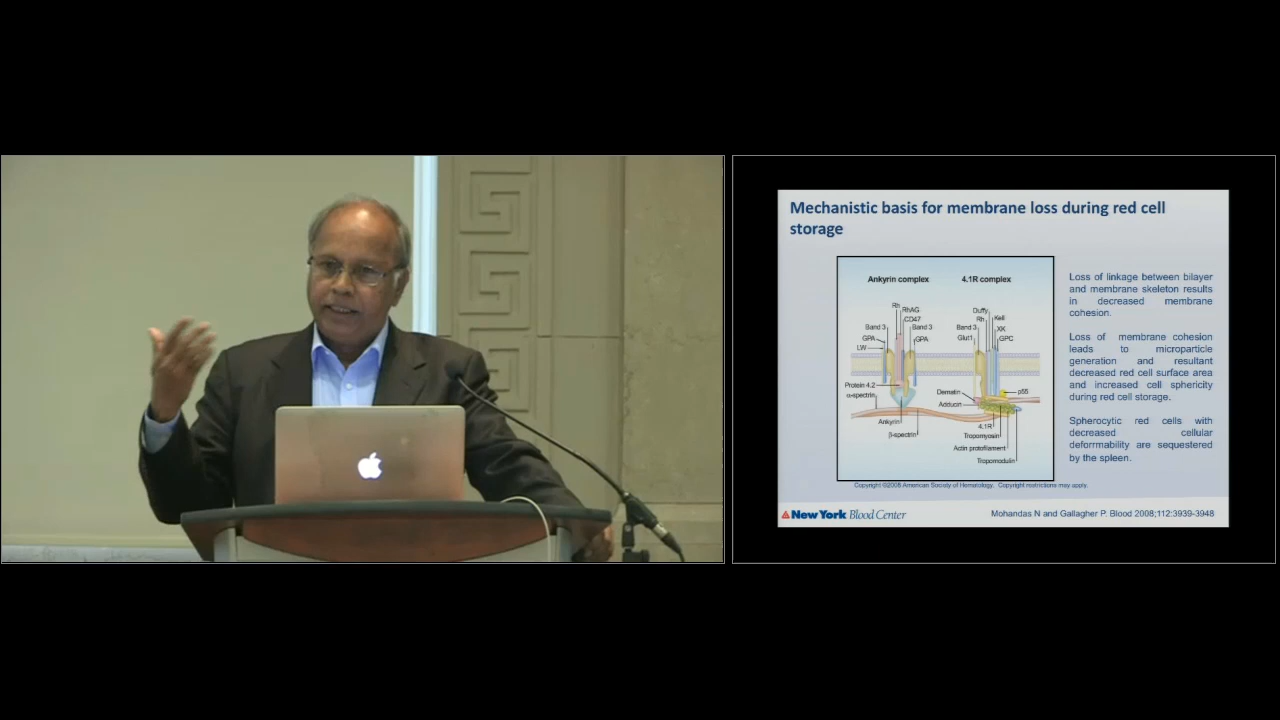 Mechanistic basis for membrane loss during red cell
storage
Ankyrin complex
4.1R complex
Rh
RhAG
CD47
Band 3
Band 3
GPA
GPA
LW
Duffy
Rh
Kell
Band 3
XK
Glut1
GPC
Protein 4.2
α-spectrin
Dematin
p55
Adducin
Ankyrin
β-spectrin
4.1R
Tropomyosin
Actin protofilament
Tropomodulin
Copyright ©2008 American Society of Hematology. Copyright restrictions may apply.
Loss of linkage between bilayer
and membrane skeleton results
in decreased membrane
cohesion.
Loss of membrane cohesion
leads to microparticle
generation and resultant
decreased red cell surface area
and increased cell sphericity
during red cell storage.
Spherocytic red cells with
decreased cellular
deforrmability are sequestered
by the spleen.
New York Blood Center
Mohandas N and Gallagher P. Blood 2008;112:3939-3948